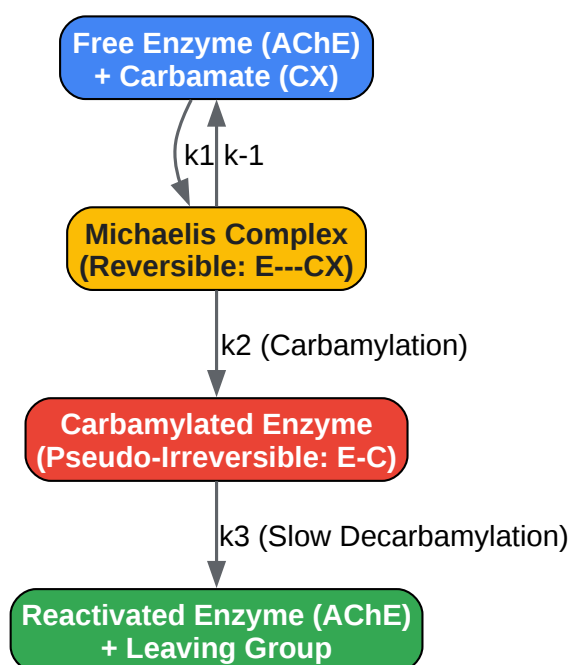 Free Enzyme (AChE)
+ Carbamate (CX)
k1
k-1
Michaelis Complex
(Reversible: E---CX)
k2 (Carbamylation)
Carbamylated Enzyme
(Pseudo-Irreversible: E-C)
k3 (Slow Decarbamylation)
Reactivated Enzyme (AChE)
+ Leaving Group